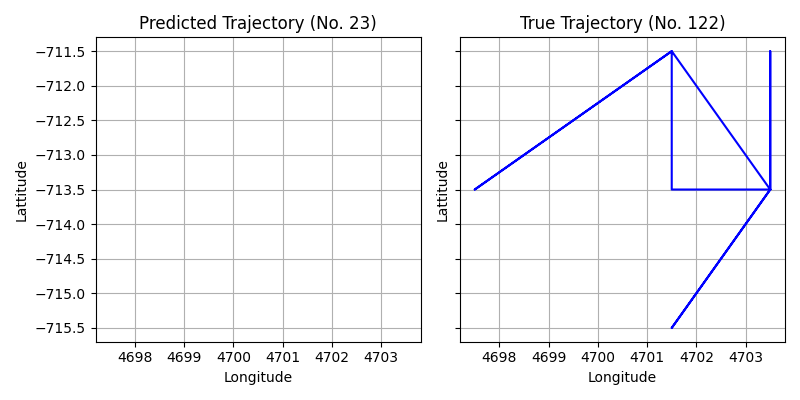 Predicted Trajectory (No. 23)
True Trajectory (No. 122)
Lattitude
−711.5
−712.0
−712.5
−713.0
−713.5
−714.0
−714.5
−715.0
−715.5
4698 4699 4700 4701 4702 4703
Longitude
Lattitude
4698 4699 4700 4701 4702 4703
Longitude